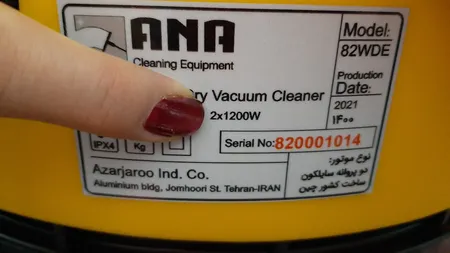 ANA
Cleaning Equipment
Dry Vacuum Cleaner
2x1200W
Model:
82WDE
Production
Date:
2021
۱۴۰۰
IPX4 Kg
Serial No:820001014
Azarjaroo Ind. Co.
Aluminium bldg, Jomhoori St. Tehran-IRAN
نوع موتور:
دو پروانه سایلکون
ساخت کشور چین